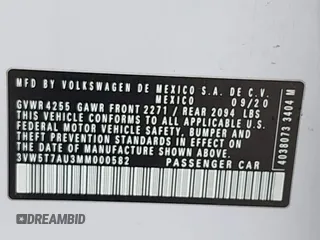 MFD BY VOLKSWAGEN DE MEXICO S.A. DE C.V.
MEXICO 09/20
GVWR 4255 GAWR FRONT 2271 / REAR 2094 LBS
THIS VEHICLE CONFORMS TO ALL APPLICABLE U.S.
FEDERAL MOTOR VEHICLE SAFETY, BUMPER AND
THEFT PREVENTION STANDARDS IN EFFECT ON
THE DATE OF MANUFACTURE SHOWN ABOVE
3VW5T7AU3MM000582 PASSENGER CAR
4038D73 3404 M
DREAMBID